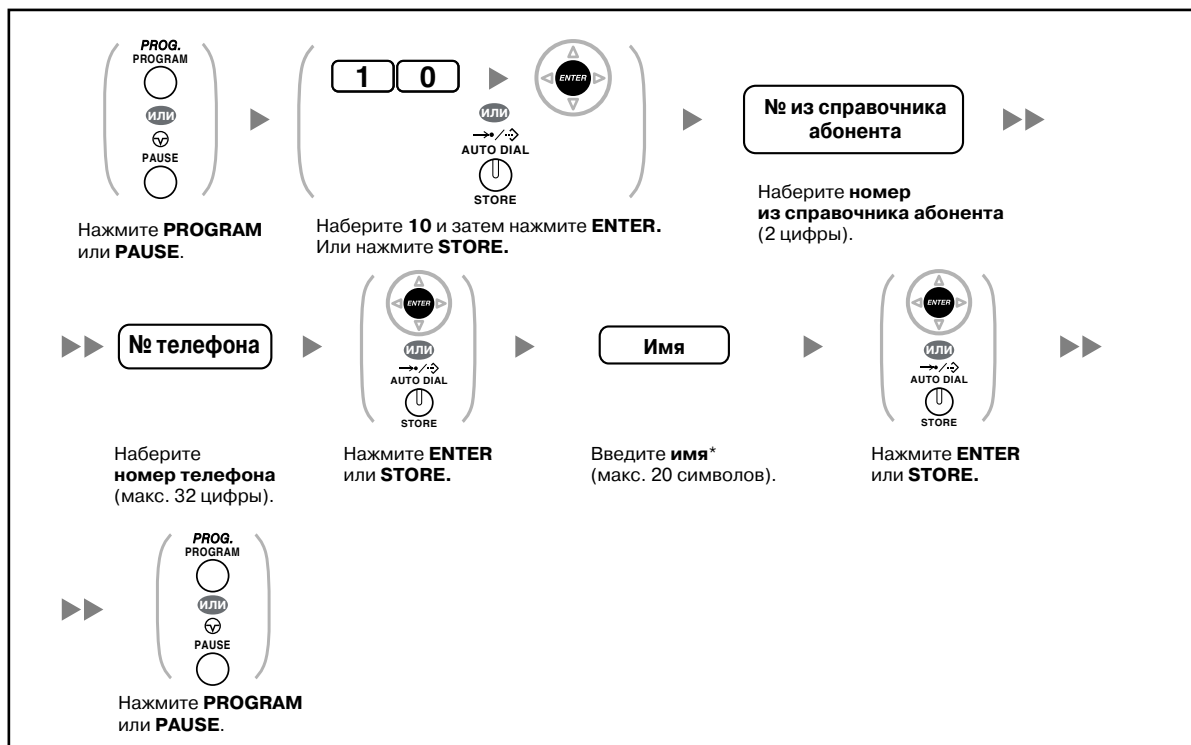 PROG.
PROGRAM
ИЛИ
PAUSE
Нажмите PROGRAM
или PAUSE.
1 0
ENTER
ИЛИ
AUTO DIAL
STORE
Наберите 10 и затем нажмите ENTER.
Или нажмите STORE.
№ из справочника
абонента
Наберите номер
из справочника абонента
(2 цифры).
№ телефона
Наберите
номер телефона
(макс. 32 цифры).
ENTER
ИЛИ
AUTO DIAL
STORE
Нажмите ENTER
или STORE.
Имя
Введите имя*
(макс. 20 символов).
ENTER
ИЛИ
AUTO DIAL
STORE
Нажмите ENTER
или STORE.
PROG.
PROGRAM
ИЛИ
PAUSE
Нажмите PROGRAM
или PAUSE.